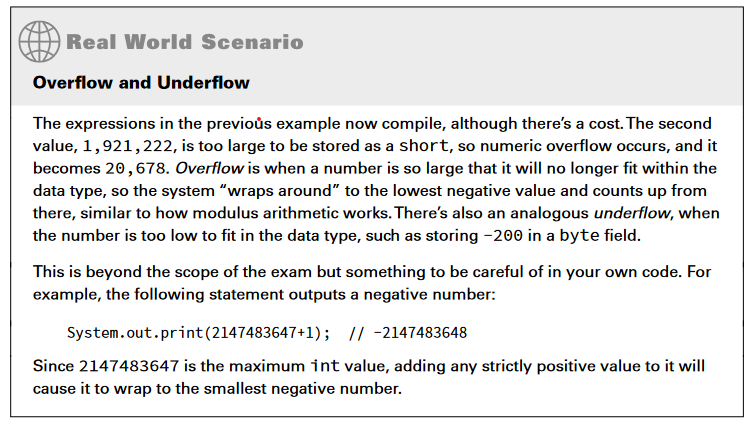 Real World Scenario
Overflow and Underflow
The expressions in the previous example now compile, although there's a cost. The second
value, 1,921,222, is too large to be stored as a short, so numeric overflow occurs, and it
becomes 20,678. Overflow is when a number is so large that it will no longer fit within the
data type, so the system “wraps around” to the lowest negative value and counts up from
there, similar to how modulus arithmetic works. There's also an analogous underflow, when
the number is too low to fit in the data type, such as storing -200 in a byte field.
This is beyond the scope of the exam but something to be careful of in your own code. For
example, the following statement outputs a negative number:
System.out.print(2147483647+1);  // -2147483648
Since 2147483647 is the maximum int value, adding any strictly positive value to it will
cause it to wrap to the smallest negative number.